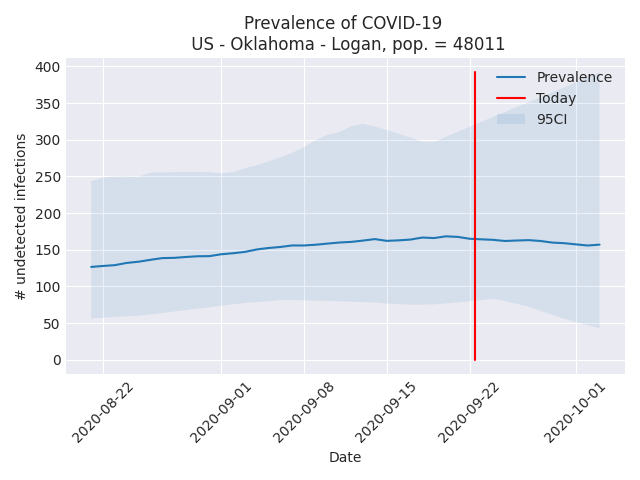 Prevalence of COVID-19
US - Oklahoma - Logan, pop. = 48011
400
350
300
250
200
150
100
50
0
# undetected infections
Prevalence
Today
95CI
2020-08-22
2020-09-01
2020-09-08
2020-09-15
2020-09-22
2020-10-01
Date